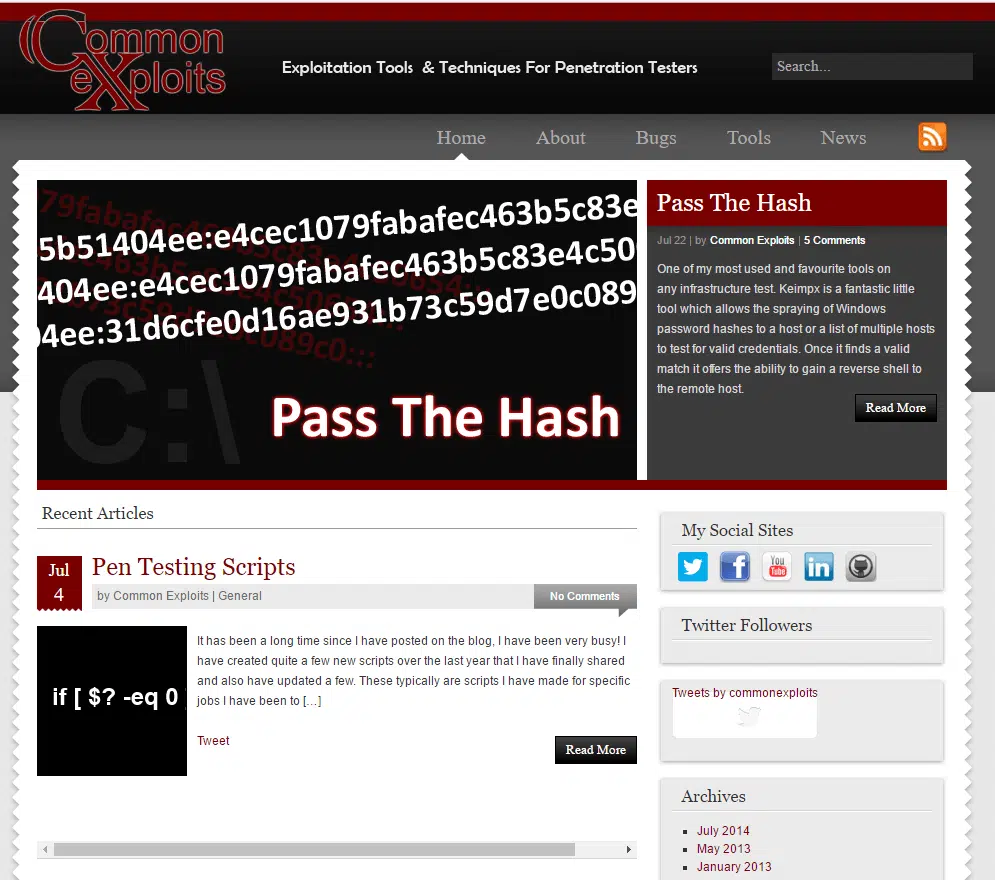 Common
eXploits
Exploitation Tools & Techniques For Penetration Testers
Search...
Home
About
Bugs
Tools
News
79fabafec463b5c83e
5b51404ee:e4cec1079fabafec463b5c83e
404ee:e4cec1079fabafec463b5c83e4c50
04ee:31d6cfe0d16ae931b73c59d7e0c089
c089c0:::
C:\
Pass The Hash
Pass The Hash
Jul 22 | by Common Exploits | 5 Comments
One of my most used and favourite tools on
any infrastructure test. Keimpx is a fantastic little
tool which allows the spraying of Windows
password hashes to a host or a list of multiple hosts
to test for valid credentials. Once it finds a valid
match it offers the ability to gain a reverse shell to
the remote host.
Read More
Recent Articles
Jul
4
Pen Testing Scripts
by Common Exploits | General
No Comments
if [ $? -eq 0
It has been a long time since I have posted on the blog, I have been very busy! I
have created quite a few new scripts over the last year that I have finally shared
and also have updated a few. These typically are scripts I have made for specific
jobs I have been to [...]
Tweet
Read More
My Social Sites
You
Tube
in
Twitter Followers
Tweets by commonexploits
Archives
July 2014
May 2013
January 2013